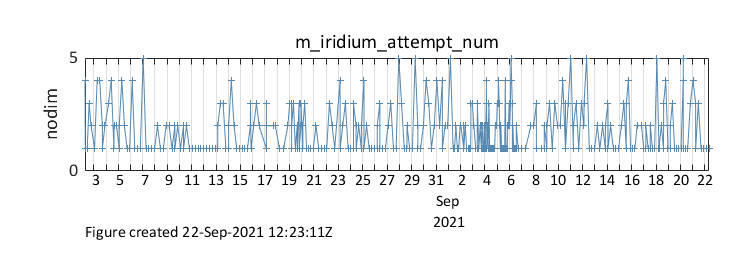 m_iridium_attempt_num
5
nodim
0
3 5 7 9 11 13 15 17 19 21 23 25 27 29 31 2 4 6 8 10 12 14 16 18 20 22
Sep
2021
Figure created 22-Sep-2021 12:23:11Z